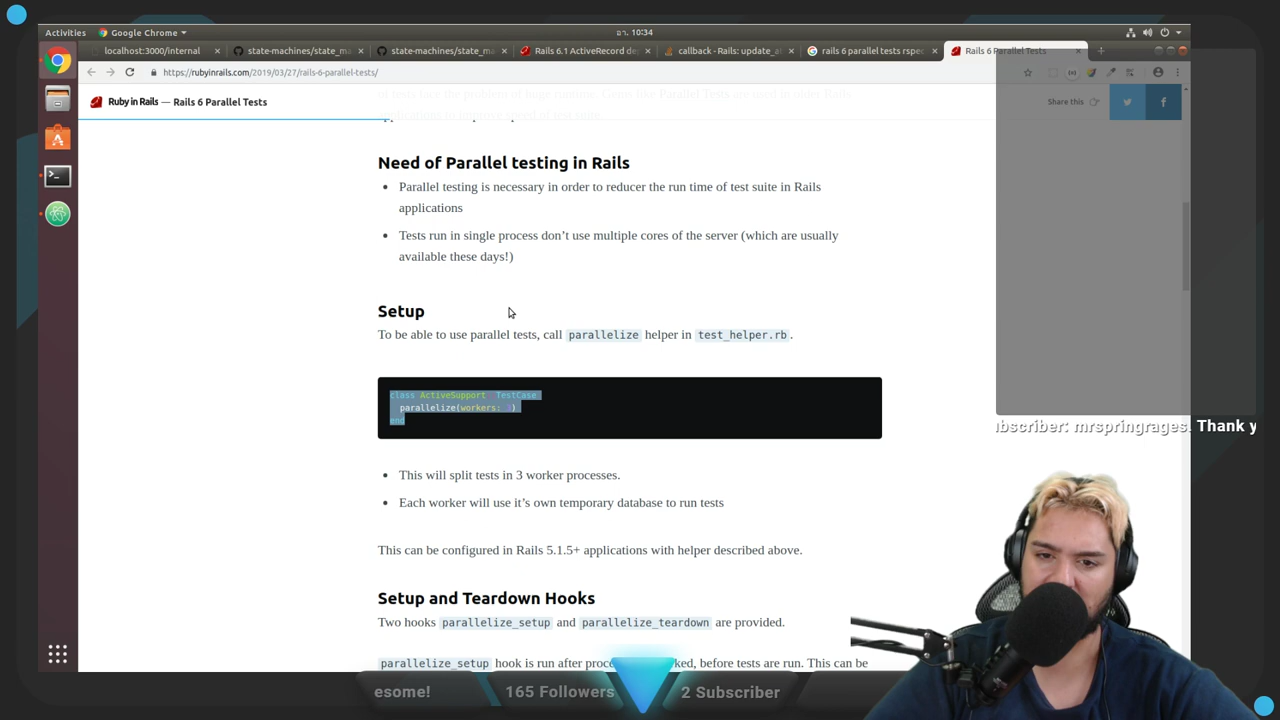 Activities
Google Chrome
อา. 10:34
localhost:3000/internal
state-machines/state_ma
state-machines/state_m
Rails 6.1 ActiveRecord de
callback - Rails: update_at
rails 6 parallel tests rspec
Rails 6 Parallel Tests
https://rubyinrails.com/2019/03/27/rails-6-parallel-tests/
Ruby in Rails — Rails 6 Parallel Tests
Share this
Need of Parallel testing in Rails
Parallel testing is necessary in order to reducer the run time of test suite in Rails
applications
Tests run in single process don’t use multiple cores of the server (which are usually
available these days!)
Setup
To be able to use parallel tests, call parallelize helper in test_helper.rb.
class ActiveSupport::TestCase
parallelize(workers: 3)
end
This will split tests in 3 worker processes.
Each worker will use it’s own temporary database to run tests
This can be configured in Rails 5.1.5+ applications with helper described above.
Setup and Teardown Hooks
Two hooks parallelize_setup and parallelize_teardown are provided.
parallelize_setup hook is run after proce ked, before tests are run. This can be
ubscriber: mrspringrages! Thank y
esome!
165 Followers
2 Subscriber